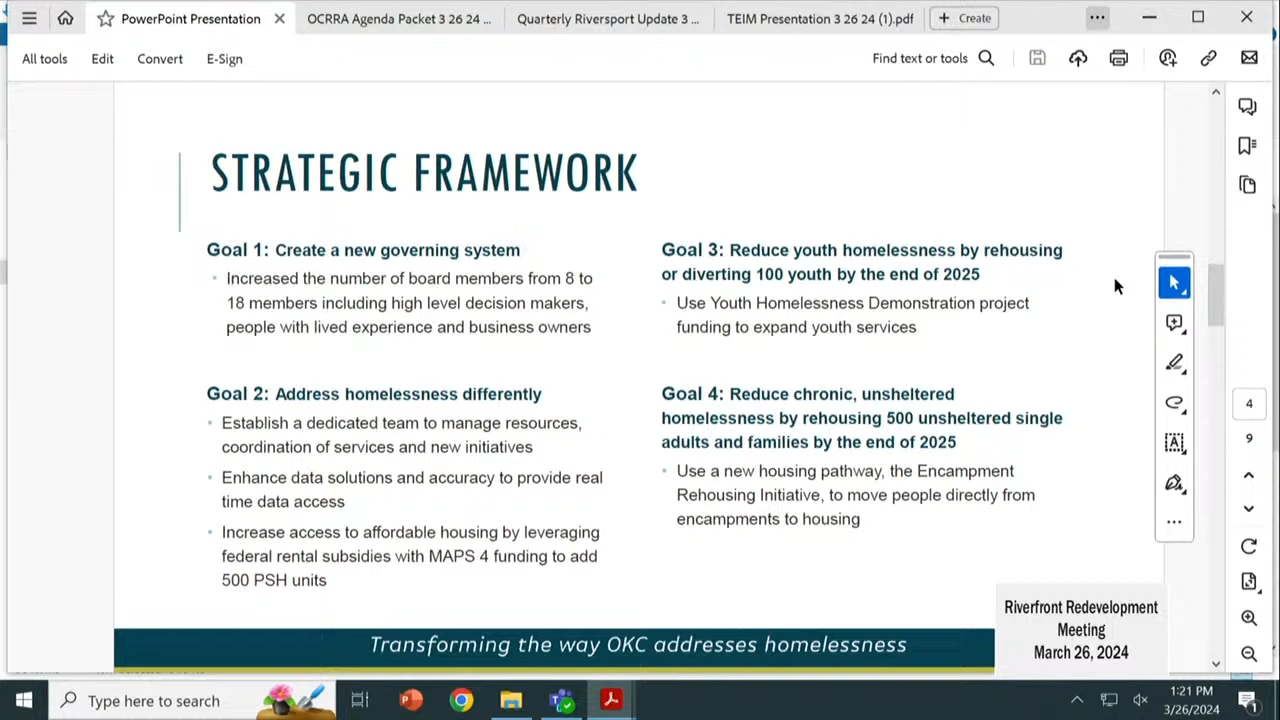 PowerPoint Presentation
OCRRA Agenda Packet 3 26 24 ...
Quarterly Riversport Update 3 ...
TEIM Presentation 3 26 24 (1).pdf
+ Create
All tools
Edit
Convert
E-Sign
Find text or tools
STRATEGIC FRAMEWORK
Goal 1: Create a new governing system
• Increased the number of board members from 8 to
18 members including high level decision makers,
people with lived experience and business owners
Goal 2: Address homelessness differently
• Establish a dedicated team to manage resources,
coordination of services and new initiatives
• Enhance data solutions and accuracy to provide real
time data access
• Increase access to affordable housing by leveraging
federal rental subsidies with MAPS 4 funding to add
500 PSH units
Goal 3: Reduce youth homelessness by rehousing
or diverting 100 youth by the end of 2025
• Use Youth Homelessness Demonstration project
funding to expand youth services
Goal 4: Reduce chronic, unsheltered
homelessness by rehousing 500 unsheltered single
adults and families by the end of 2025
• Use a new housing pathway, the Encampment
Rehousing Initiative, to move people directly from
encampments to housing
4
9
Transforming the way OKC addresses homelessness
Riverfront Redevelopment
Meeting
March 26, 2024
Type here to search
1:21 PM
3/26/2024
1